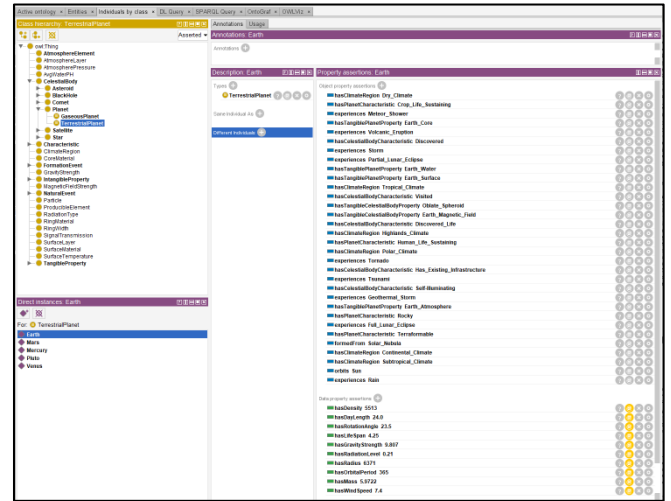 Active ontology × Entities × Individuals by class × DL Query × SPARQL Query × OntoGraf × OWLViz ×
Class hierarchy: TerrestrialPlanet
Asserted
owl:Thing
AtmosphereElement
AtmosphereLayer
AtmospherePressure
AvgWaterPH
CelestialBody
Asteroid
BlackHole
Comet
Planet
GaseousPlanet
TerrestrialPlanet
Satellite
Star
Characteristic
ClimateRegion
CoreMaterial
FormationEvent
GravityStrength
IntangibleProperty
MagneticFieldStrength
NaturalEvent
Particle
ProducibleElement
RadiationType
RingMaterial
RingWidth
SignalTransmission
SurfaceLayer
SurfaceMaterial
SurfaceTemperature
TangibleProperty
Direct instances: Earth
For: TerrestrialPlanet
Earth
Mars
Mercury
Pluto
Venus
Annotations Usage
Annotations: Earth
Annotations
Description: Earth
Types
TerrestrialPlanet
Same Individual As
Different Individuals
Property assertions: Earth
Object property assertions
hasClimateRegion Dry_Climate
hasPlanetCharacteristic Crop_Life_Sustaining
experiences Meteor_Shower
hasTangiblePlanetProperty Earth_Core
experiences Volcanic_Eruption
hasCelestialBodyCharacteristic Discovered
experiences Storm
experiences Partial_Lunar_Eclipse
hasTangiblePlanetProperty Earth_Water
hasTangiblePlanetProperty Earth_Surface
hasClimateRegion Tropical_Climate
hasCelestialBodyCharacteristic Visited
hasTangibleCelestialBodyProperty Oblate_Spheroid
hasTangibleCelestialBodyProperty Earth_Magnetic_Field
hasCelestialBodyCharacteristic Discovered_Life
hasClimateRegion Highlands_Climate
hasPlanetCharacteristic Human_Life_Sustaining
hasClimateRegion Polar_Climate
experiences Tornado
hasCelestialBodyCharacteristic Has_Existing_Infrastructure
experiences Tsunami
hasCelestialBodyCharacteristic Self-Illuminating
experiences Geothermal_Storm
hasTangiblePlanetProperty Earth_Atmosphere
hasPlanetCharacteristic Rocky
experiences Full_Lunar_Eclipse
hasPlanetCharacteristic Terraformable
formedFrom Solar_Nebula
hasClimateRegion Continental_Climate
hasClimateRegion Subtropical_Climate
orbits Sun
experiences Rain
Data property assertions
hasDensity 5513
hasDayLength 24.0
hasRotationAngle 23.5
hasLifeSpan 4.25
hasGravityStrength 9.807
hasRadiationLevel 0.21
hasRadius 6371
hasOrbitalPeriod 365
hasMass 5.9722
hasWindSpeed 7.4